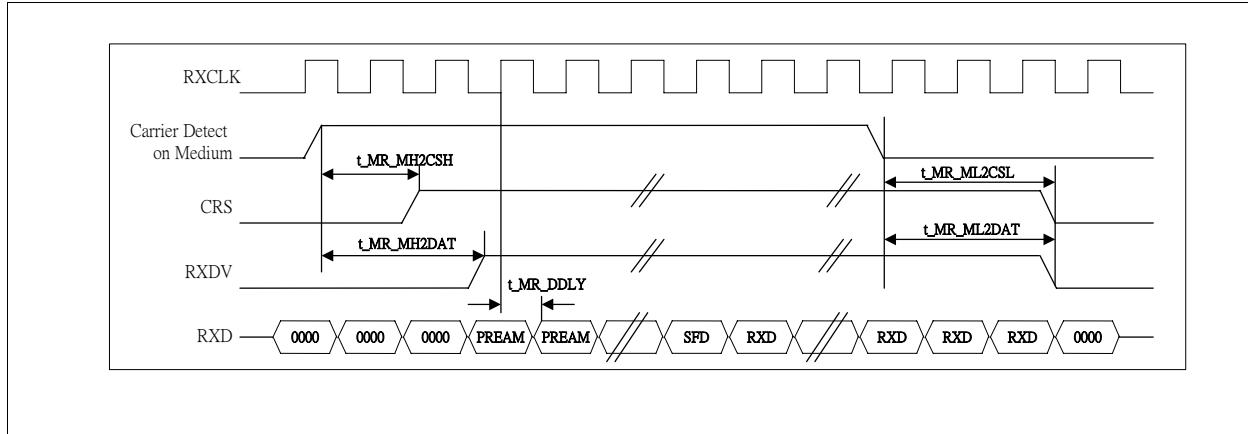 RXCLK
Carrier Detect
on Medium
t_MR_MH2CSH
t_MR_ML2CSL
CRS
t_MR_MH2DAT
t_MR_ML2DAT
RXDV
t_MR_DDLY
RXD 0000 0000 0000 PREAM PREAM SFD RXD RXD RXD RXD 0000